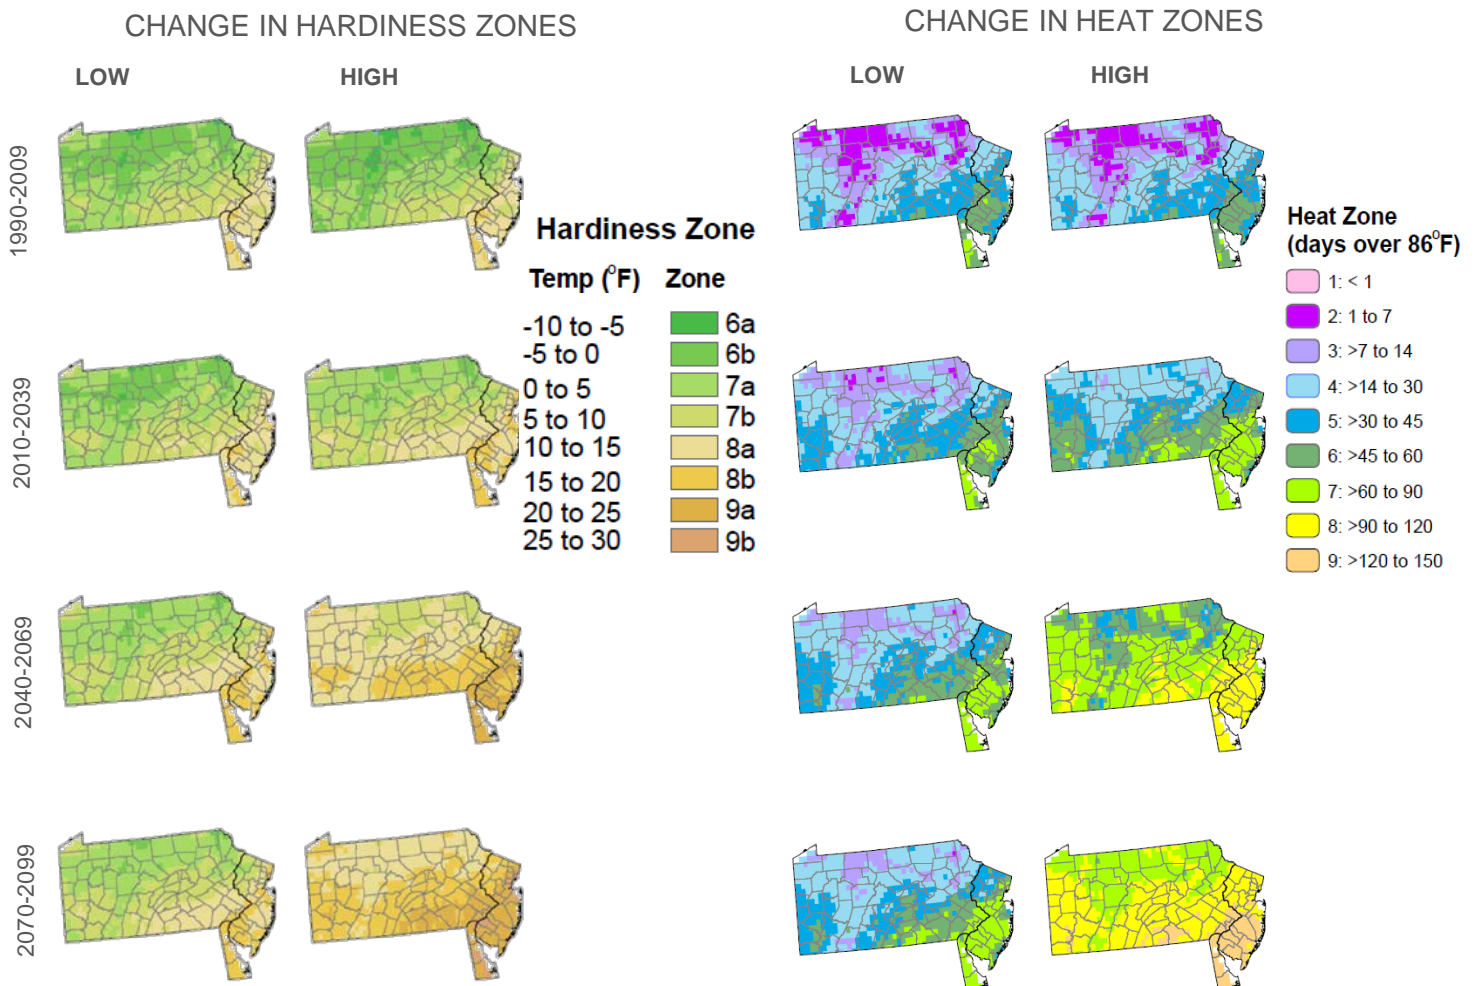 CHANGE IN HARDINESS ZONES
CHANGE IN HEAT ZONES
LOW
HIGH
LOW
HIGH
1990-2009
2010-2039
2040-2069
2070-2099
Hardiness Zone
Temp (°F) Zone
-10 to -5 6a
-5 to 0 6b
0 to 5 7a
5 to 10 7b
10 to 15 8a
15 to 20 8b
20 to 25 9a
25 to 30 9b
Heat Zone
(days over 86°F)
1: < 1
2: 1 to 7
3: >7 to 14
4: >14 to 30
5: >30 to 45
6: >45 to 60
7: >60 to 90
8: >90 to 120
9: >120 to 150